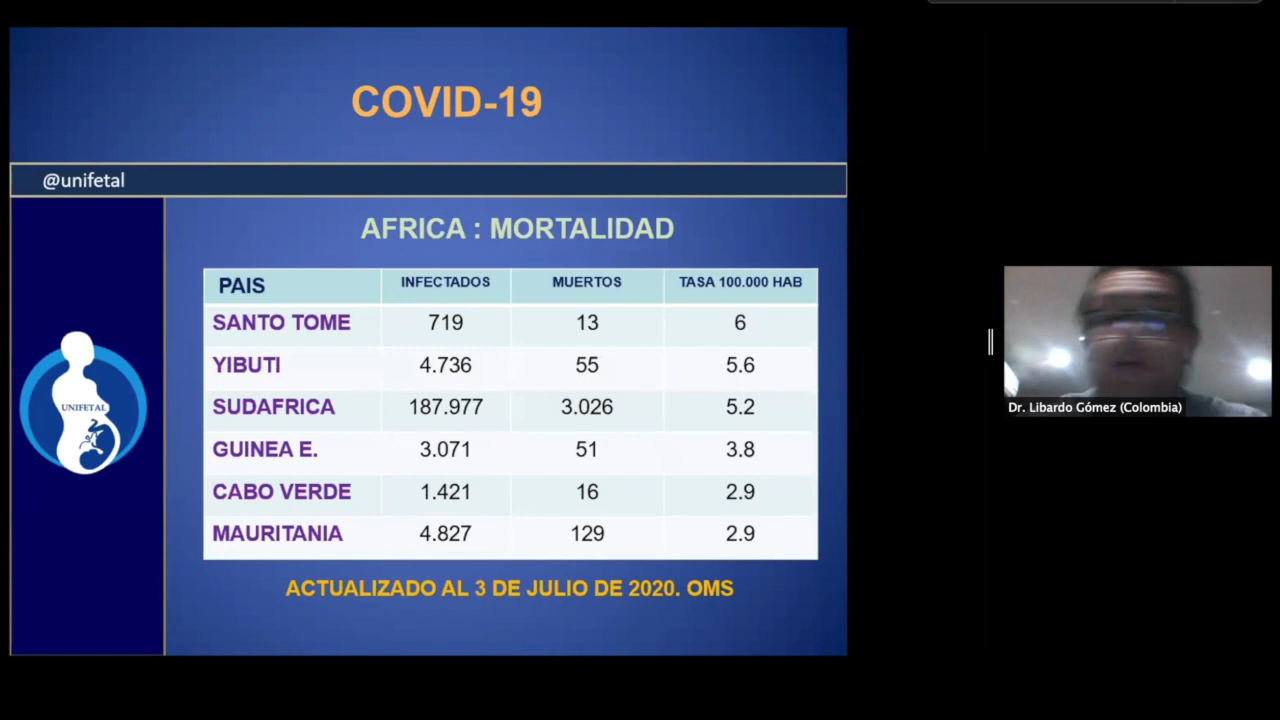 COVID-19
@unifetal
AFRICA : MORTALIDAD
PAIS INFECTADOS MUERTOS TASA 100.000 HAB
SANTO TOME 719 13 6
YIBUTI 4.736 55 5.6
SUDAFRICA 187.977 3.026 5.2
GUINEA E. 3.071 51 3.8
CABO VERDE 1.421 16 2.9
MAURITANIA 4.827 129 2.9
ACTUALIZADO AL 3 DE JULIO DE 2020. OMS
UNIFETAL
Dr. Libardo Gómez (Colombia)